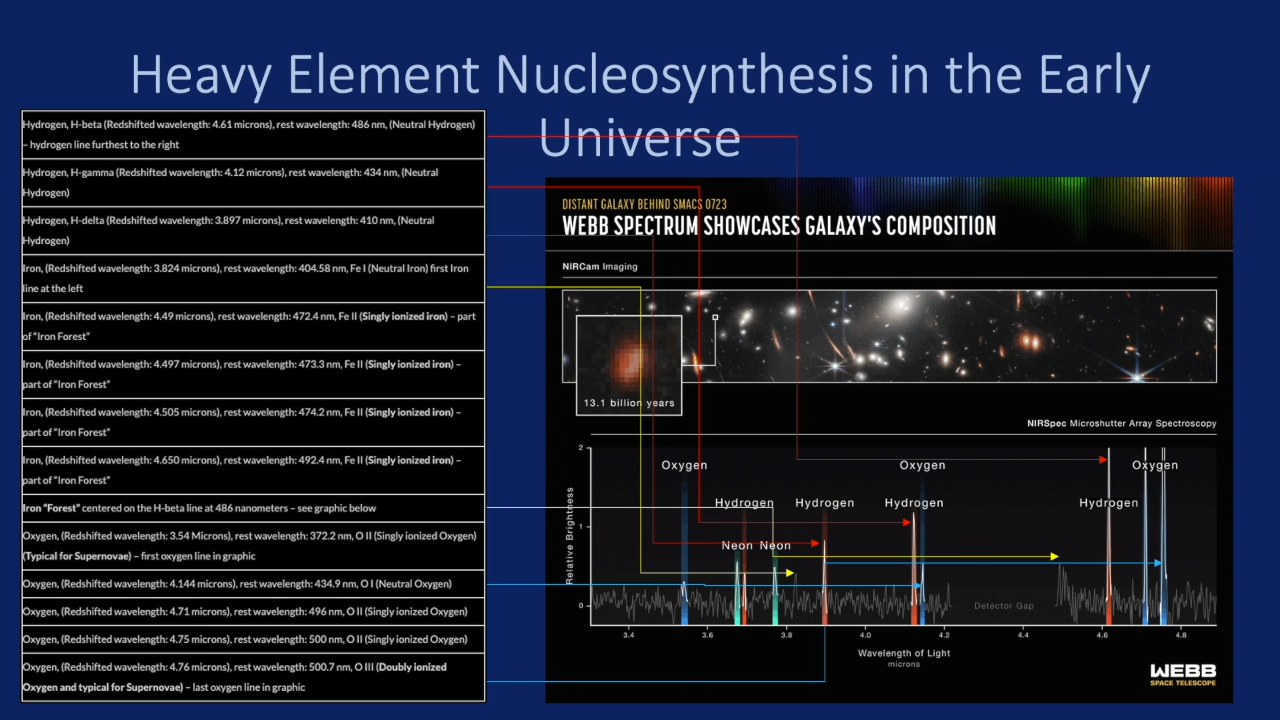 Heavy Element Nucleosynthesis in the Early
Universe
Hydrogen, H-beta (Redshifted wavelength: 4.61 microns), rest wavelength: 486 nm, (Neutral Hydrogen)
– hydrogen line furthest to the right
Hydrogen, H-gamma (Redshifted wavelength: 4.12 microns), rest wavelength: 434 nm, (Neutral
Hydrogen)
Hydrogen, H-delta (Redshifted wavelength: 3.897 microns), rest wavelength: 410 nm, (Neutral
Hydrogen)
Iron, (Redshifted wavelength: 3.824 microns), rest wavelength: 404.58 nm, Fe I (Neutral Iron) first Iron
line at the left
Iron, (Redshifted wavelength: 4.49 microns), rest wavelength: 472.4 nm, Fe II (Singly ionized iron) – part
of "Iron Forest"
Iron, (Redshifted wavelength: 4.497 microns), rest wavelength: 473.3 nm, Fe II (Singly ionized iron) –
part of "Iron Forest"
Iron, (Redshifted wavelength: 4.505 microns), rest wavelength: 474.2 nm, Fe II (Singly ionized iron) –
part of "Iron Forest"
Iron, (Redshifted wavelength: 4.650 microns), rest wavelength: 492.4 nm, Fe II (Singly ionized iron) –
part of "Iron Forest"
Iron "Forest" centered on the H-beta line at 486 nanometers – see graphic below
Oxygen, (Redshifted wavelength: 3.54 Microns), rest wavelength: 372.2 nm, O II (Singly ionized Oxygen)
(Typical for Supernovae) – first oxygen line in graphic
Oxygen, (Redshifted wavelength: 4.144 microns), rest wavelength: 434.9 nm, O I (Neutral Oxygen)
Oxygen, (Redshifted wavelength: 4.71 microns), rest wavelength: 496 nm, O II (Singly ionized Oxygen)
Oxygen, (Redshifted wavelength: 4.75 microns), rest wavelength: 500 nm, O II (Singly ionized Oxygen)
Oxygen, (Redshifted wavelength: 4.76 microns), rest wavelength: 500.7 nm, O III (Doubly ionized
Oxygen and typical for Supernovae) – last oxygen line in graphic
DISTANT GALAXY BEHIND SMACS 0723
WEBB SPECTRUM SHOWCASES GALAXY'S COMPOSITION
NIRCam Imaging
13.1 billion years
NIRSpec Microshutter Array Spectroscopy
Relative Brightness
2
1
0
Oxygen Oxygen Oxygen
Hydrogen Hydrogen Hydrogen Hydrogen
Neon Neon
Detector Gap
3.4 3.6 3.8 4.0 4.2 4.4 4.6 4.8
Wavelength of Light
microns
WEBB
SPACE TELESCOPE